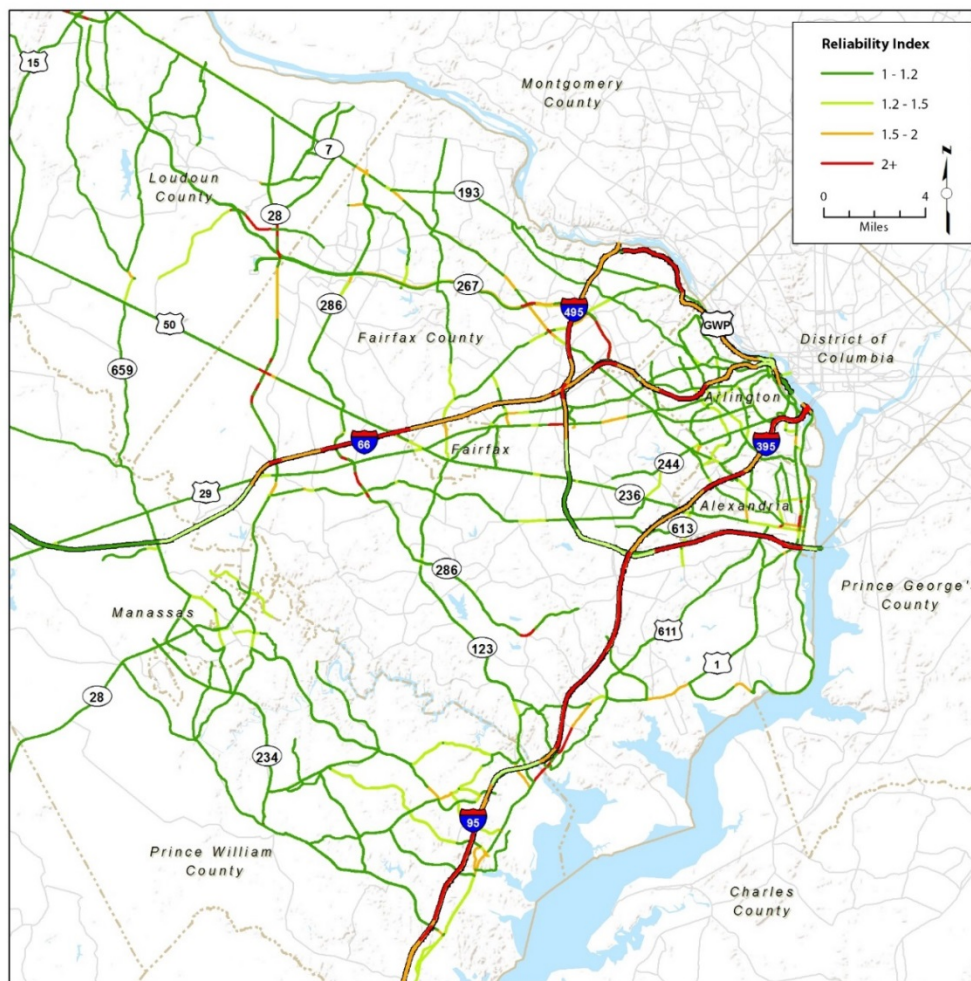 Reliability Index
1 - 1.2
1.2 - 1.5
1.5 - 2
2+
0
4
Miles
N
15
Montgomery
County
7
Loudoun
County
193
28
267
286
495
50
GWP
Fairfax County
District of
Columbia
659
Arlington
66
Fairfax
395
244
29
236
Alexandria
613
286
Prince George'
County
Manassas
611
123
1
28
234
95
Prince William
County
Charles
County